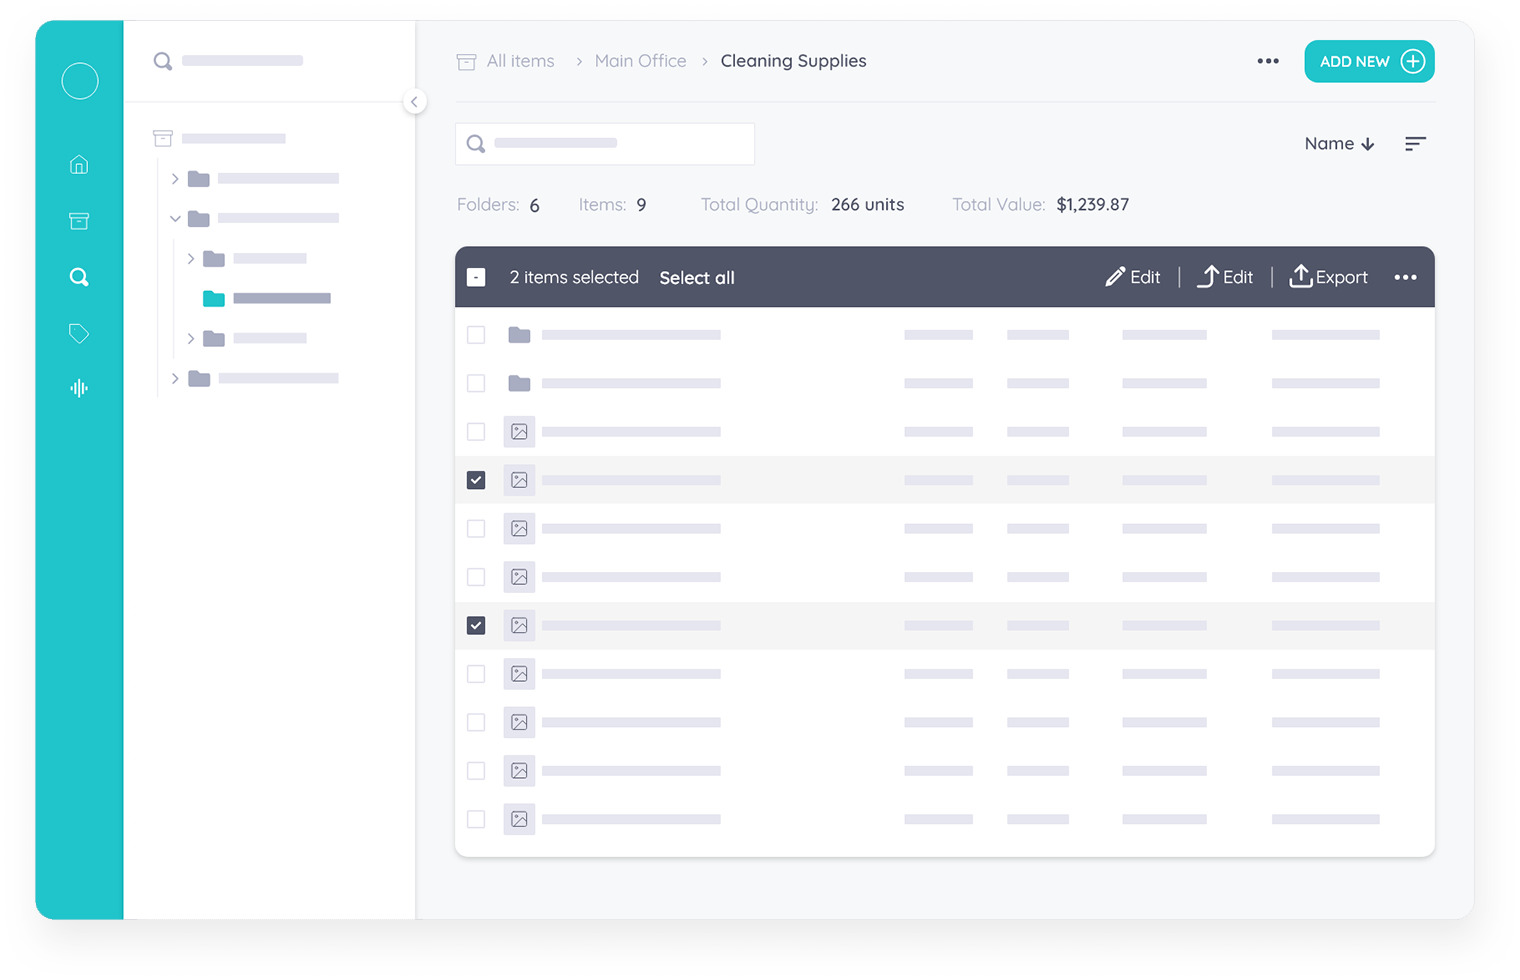 All items > Main Office > Cleaning Supplies
ADD NEW
Name
Folders: 6 Items: 9 Total Quantity: 266 units Total Value: $1,239.87
2 items selected Select all Edit | Edit | Export